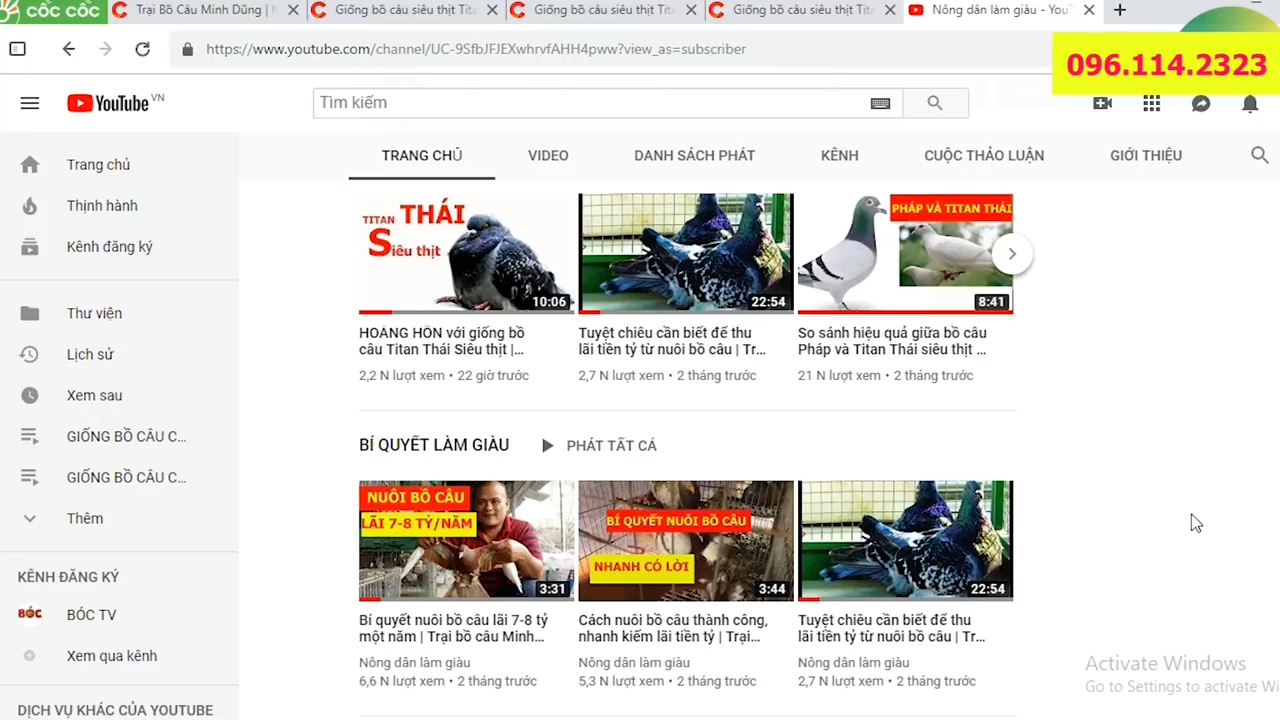 CỐC CỐC
Trại Bồ Câu Minh Dũng |
Giống bồ câu siêu thịt Tita
Giống bồ câu siêu thịt Tita
Giống bồ câu siêu thịt Tita
Nông dân làm giàu - You
https://www.youtube.com/channel/UC-9SfbJFJEXwhrvfAHH4pww?view_as=subscriber
096.114.2323
YouTube VN
Tìm kiếm
TRANG CHỦ
VIDEO
DANH SÁCH PHÁT
KÊNH
CUỘC THẢO LUẬN
GIỚI THIỆU
Trang chủ
Thịnh hành
Kênh đăng ký
Thư viện
Lịch sử
Xem sau
GIỐNG BỒ CÂU C...
GIỐNG BỒ CÂU C...
Thêm
KÊNH ĐĂNG KÝ
BÓC
BÓC TV
Xem qua kênh
DỊCH VỤ KHÁC CỦA YOUTUBE
TITAN THÁI
Siêu thịt
10:06
HOÀNG HÔN với giống bồ
câu Titan Thái Siêu thịt |...
2,2 N lượt xem • 22 giờ trước
22:54
Tuyệt chiêu cần biết để thu
lãi tiền tỷ từ nuôi bồ câu | Tr...
2,7 N lượt xem • 2 tháng trước
PHÁP VÀ TITAN THÁI
8:41
So sánh hiệu quả giữa bồ câu
Pháp và Titan Thái siêu thịt ...
21 N lượt xem • 2 tháng trước
BÍ QUYẾT LÀM GIÀU
PHÁT TẤT CẢ
NUÔI BỒ CÂU
LÃI 7-8 TỶ/NĂM
3:31
Bí quyết nuôi bồ câu lãi 7-8 tỷ
một năm | Trại bồ câu Minh...
Nông dân làm giàu
6,6 N lượt xem • 2 tháng trước
BÍ QUYẾT NUÔI BỒ CÂU
NHANH CÓ LỜI
3:44
Cách nuôi bồ câu thành công,
nhanh kiếm lãi tiền tỷ | Trại...
Nông dân làm giàu
5,3 N lượt xem • 2 tháng trước
22:54
Tuyệt chiêu cần biết để thu
lãi tiền tỷ từ nuôi bồ câu | Tr...
Nông dân làm giàu
2,7 N lượt xem • 2 tháng trước
Activate Windows
Go to Settings to activate Wi